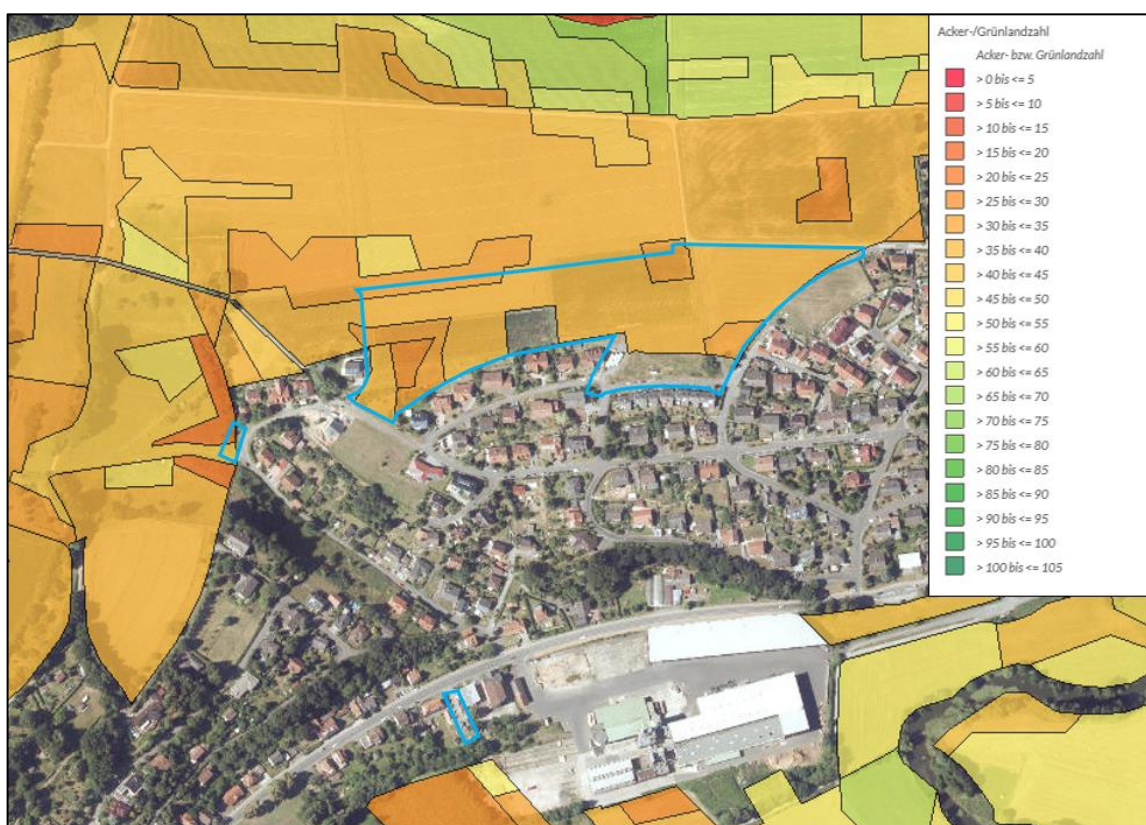 Acker-/Grünlandzahl
Acker- bzw. Grünlandzahl
> 0 bis <= 5
> 5 bis <= 10
> 10 bis <= 15
> 15 bis <= 20
> 20 bis <= 25
> 25 bis <= 30
> 30 bis <= 35
> 35 bis <= 40
> 40 bis <= 45
> 45 bis <= 50
> 50 bis <= 55
> 55 bis <= 60
> 60 bis <= 65
> 65 bis <= 70
> 70 bis <= 75
> 75 bis <= 80
> 80 bis <= 85
> 85 bis <= 90
> 90 bis <= 95
> 95 bis <= 100
> 100 bis <= 105